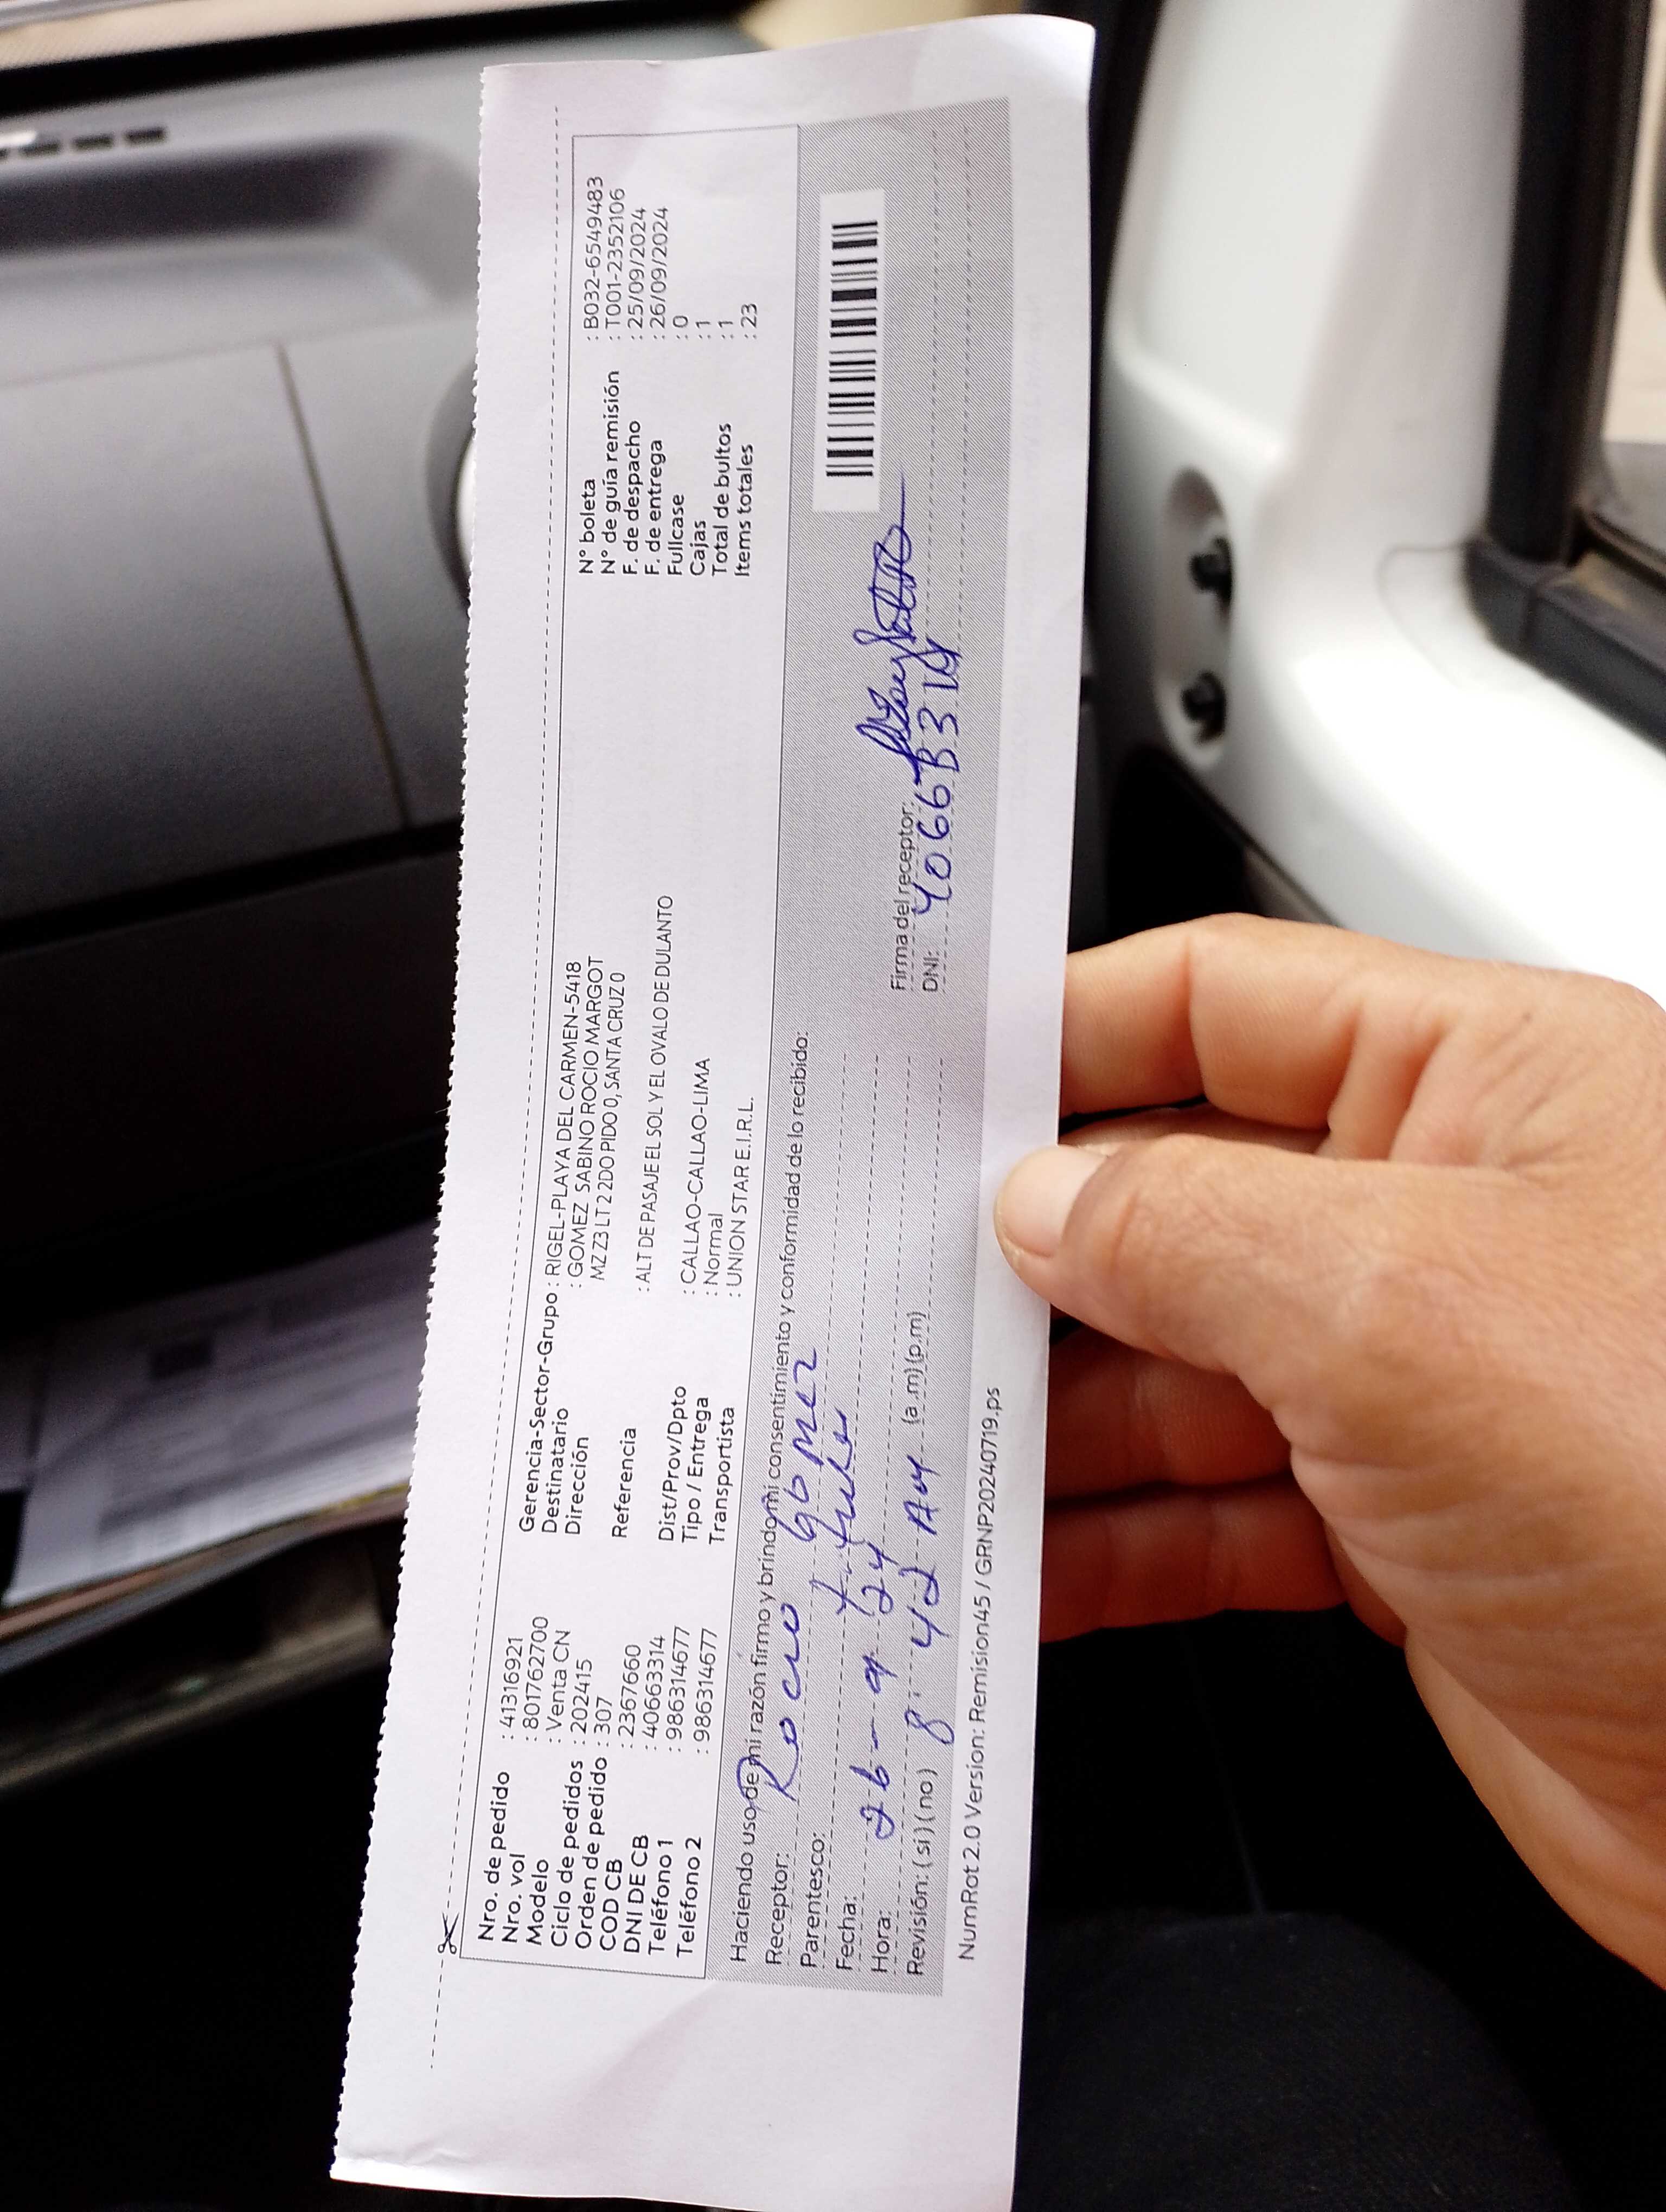 Nro. de pedido : 41316921
Nro. vol : 801762700
Modelo : Venta CN
Ciclo de pedidos : 202415
Orden de pedido : 307
COD CB : 2367660
DNI DE CB : 40663314
Teléfono 1 : 986314677
Teléfono 2 : 986314677
Gerencia-Sector-Grupo : RIGEL-PLAYA DEL CARMEN-5418
Destinatario : GOMEZ SABINO ROCIO MARGOT
Dirección MZ Z3 LT 2 2DO PIDO 0, SANTA CRUZ 0
Referencia : ALT DE PASAJE EL SOL Y EL OVALO DE DULANTO
Dist/Prov/Dpto : CALLAO-CALLAO-LIMA
Tipo / Entrega : Normal
Transportista : UNION STAR E.I.R.L.
N° boleta : B032-6549483
N° de guía remisión : T001-2352106
F. de despacho : 25/09/2024
F. de entrega : 26/09/2024
Fullcase : 0
Cajas : 1
Total de bultos : 1
Items totales : 23
Haciendo uso de mi razón firmo y brindo mi consentimiento y conformidad de lo recibido:
Receptor: Rocio Gomez
Parentesco:
Fecha: 26-9-24
Hora: 8:42 AM
Revisión: (si) (no) (a.m) (p.m)
Firma del receptor:
DNI:
NumRot 2.0 Version: Remision45 / GRNP20240719.ps